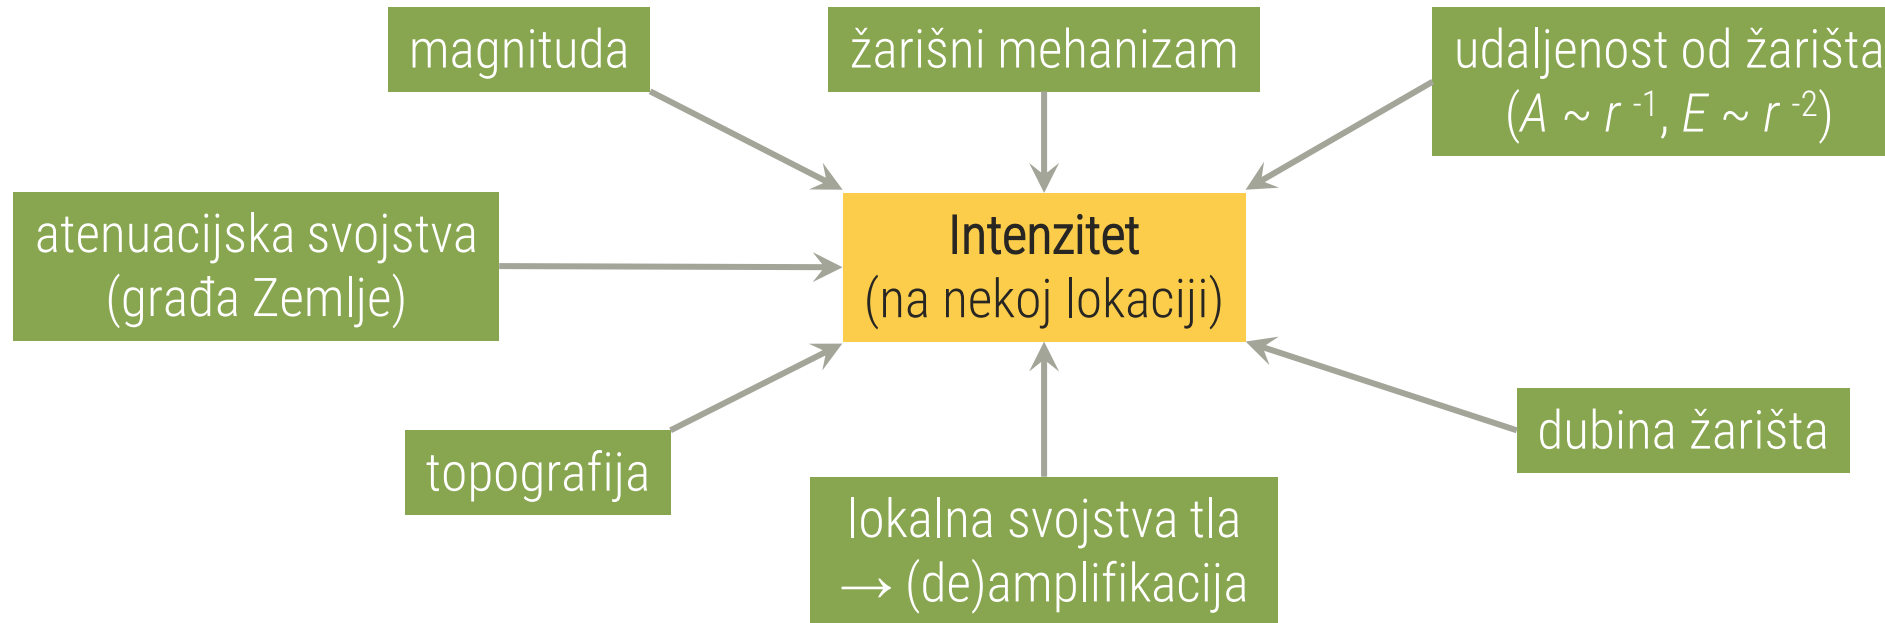 magnituda
žarišni mehanizam
udaljenost od žarišta
(A ~ r -1, E ~ r -2)
atenuacijska svojstva
(građa Zemlje)
Intenzitet
(na nekoj lokaciji)
topografija
lokalna svojstva tla
→ (de)amplifikacija
dubina žarišta